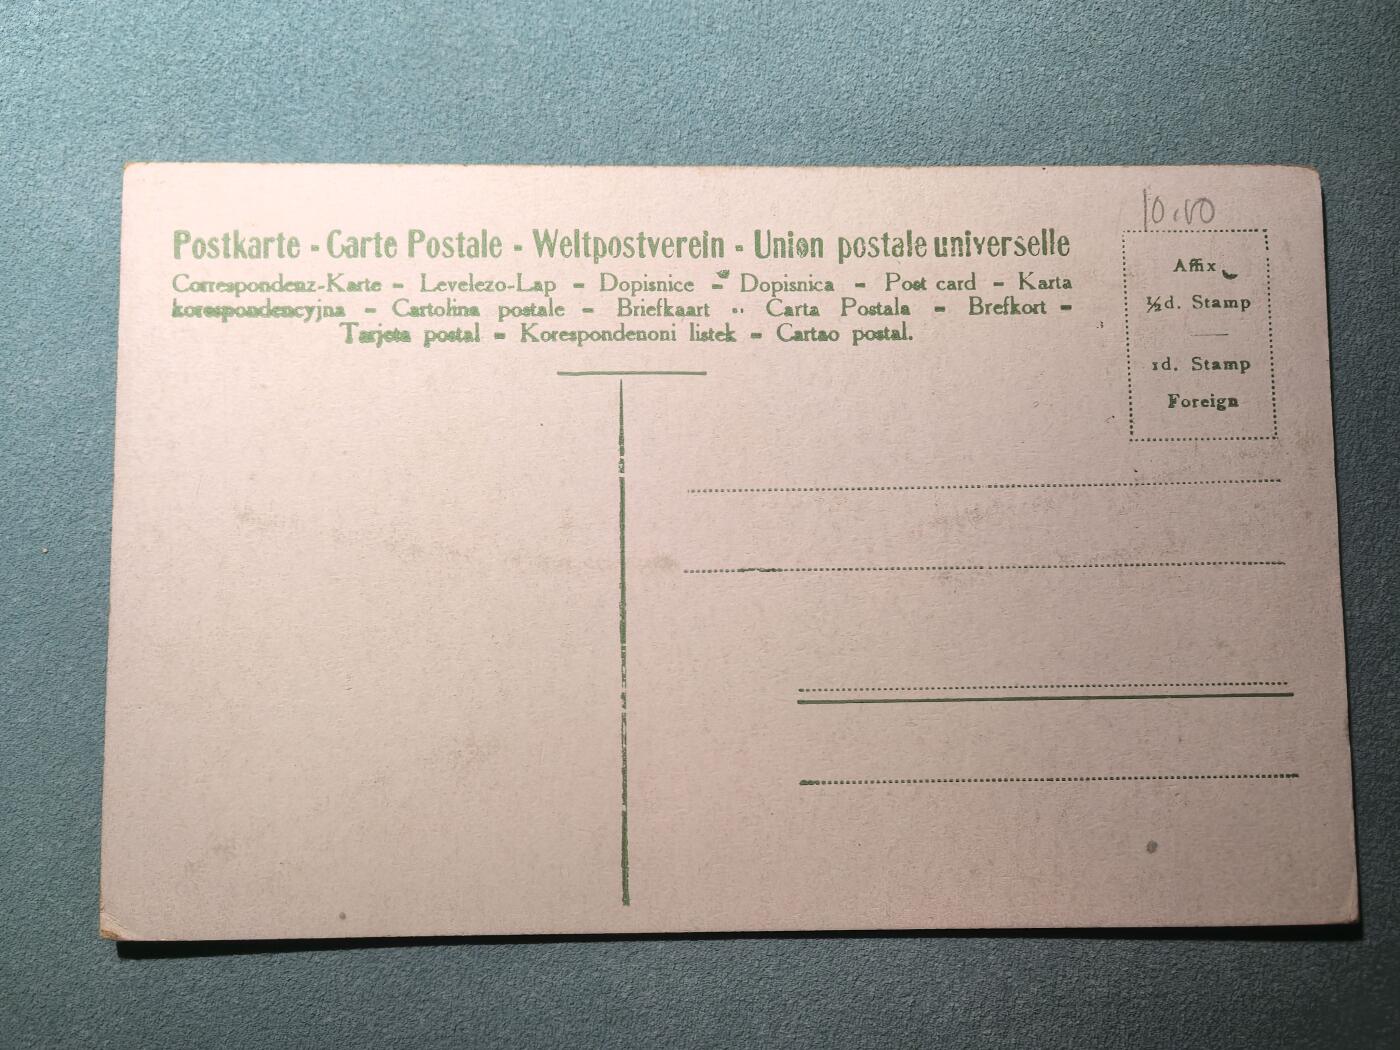 10.00
Postkarte - Carte Postale - Weltpostverein - Union postale universelle
Correspondenz-Karte - Levelezo-Lap - Dopisnice - Dopisnica - Post card - Karta
korespondencyjna - Cartolina postale - Briefkaart - Carta Postala - Brefkort -
Tarjeta postal - Korespondenoni listek - Cartao postal.
Affix
½d. Stamp
1d. Stamp
Foreign